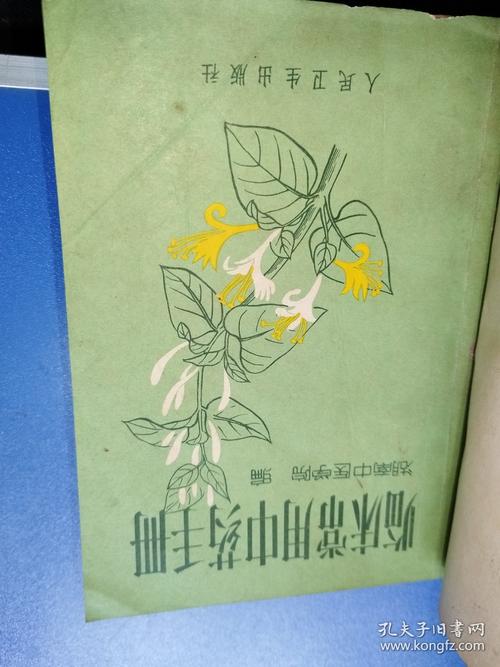 临床常用中药手册
湖南中医学院 编
人民卫生出版社
孔夫子旧书网
www.kongfz.com